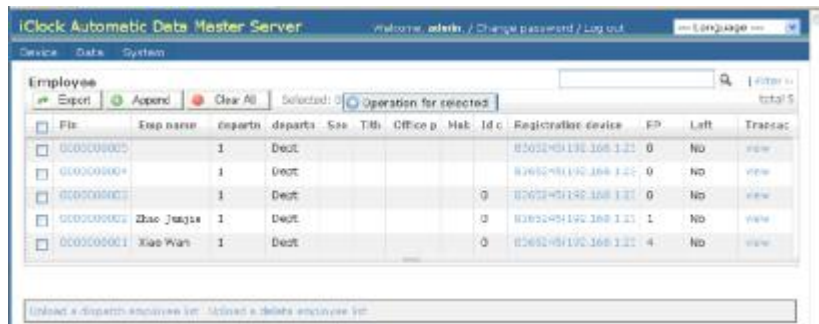 iClock Automatic Data Master Server Welcome, admin, / Change password / Log out --- Language ---
Device Data System
Employee
Export Append Clear All Selected: 0 Operation for selected total 5
Pin Emp name departm departm Sex Title Office p Mob Id c Registration device FP Left Transac
0000000005 1 Dept 0 No view
0000000004 1 Dept 0 No view
0000000003 1 Dept 0 0 No view
0000000002 Zhao Junjie 1 Dept 0 1 No view
0000000001 Xiao Wan 1 Dept 0 4 No view
Upload a dispatch employee list Upload a delete employee list